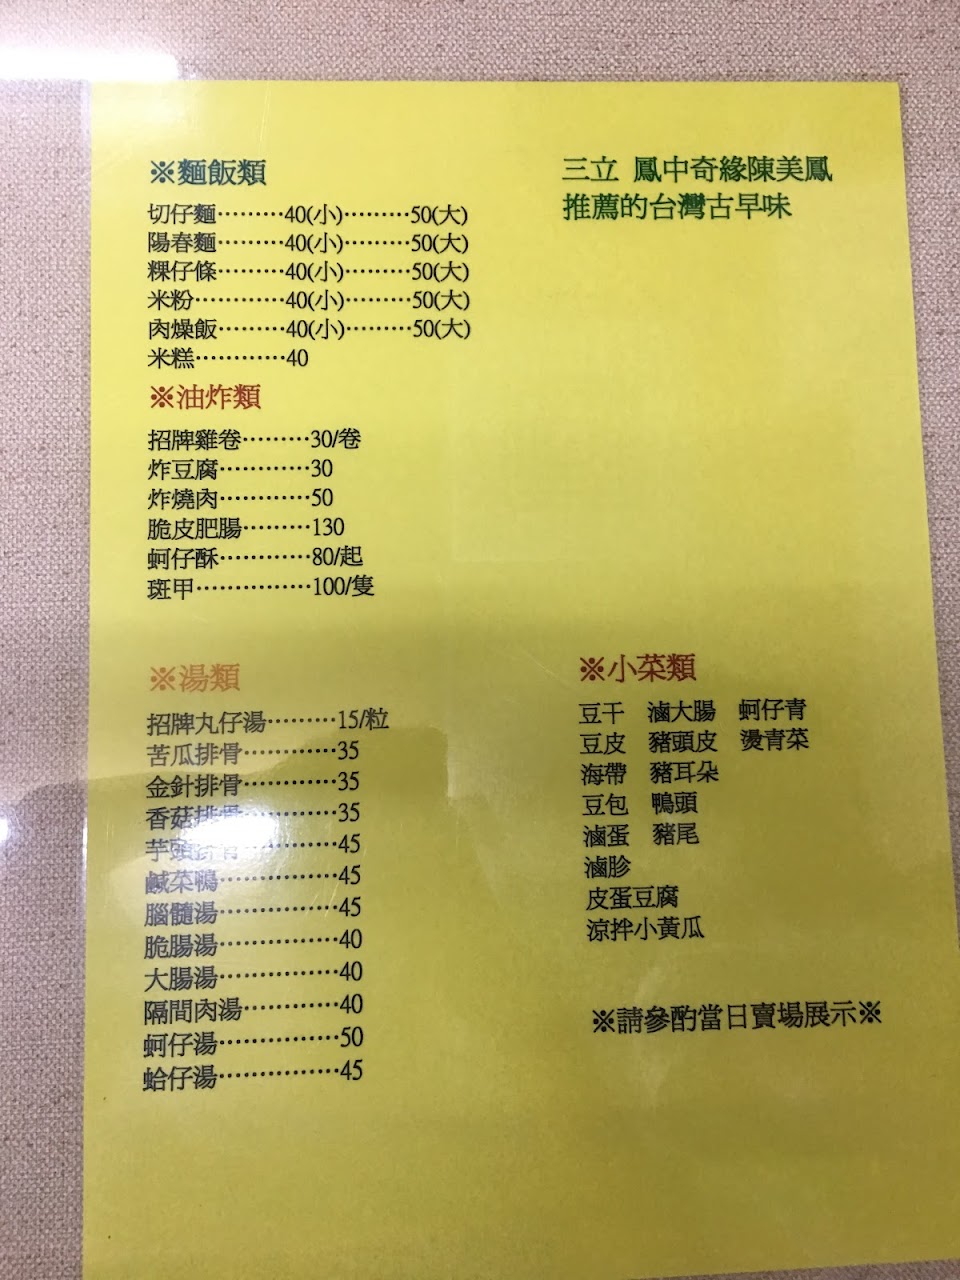 ※麵飯類
切仔麵………40(小)………50(大)
陽春麵………40(小)………50(大)
粿仔條………40(小)………50(大)
米粉…………40(小)………50(大)
肉燥飯………40(小)………50(大)
米糕…………40
※油炸類
招牌雞卷………30/卷
炸豆腐…………30
炸燒肉…………50
脆皮肥腸………130
蚵仔酥…………80/起
斑甲……………100/隻
※湯類
招牌丸仔湯………15/粒
苦瓜排骨…………35
金針排骨…………35
香菇排骨…………35
芋頭排骨…………45
鹹菜鴨……………45
腦髓湯……………45
脆腸湯……………40
大腸湯……………40
隔間肉湯…………40
蚵仔湯……………50
蛤仔湯……………45
三立 鳳中奇緣陳美鳳
推薦的台灣古早味
※小菜類
豆干 滷大腸 蚵仔青
豆皮 豬頭皮 燙青菜
海帶 豬耳朵
豆包 鴨頭
滷蛋 豬尾
滷胗
皮蛋豆腐
涼拌小黃瓜
※請參酌當日賣場展示※